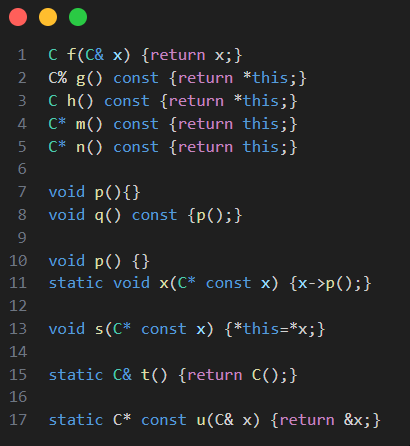 1 C f(C& x) {return x;}
2 C% g() const {return *this;}
3 C h() const {return *this;}
4 C* m() const {return this;}
5 C* n() const {return this;}
6
7 void p(){}
8 void q() const {p();}
9
10 void p() {}
11 static void x(C* const x) {x->p();}
12
13 void s(C* const x) {*this=*x;}
14
15 static C& t() {return C();}
16
17 static C* const u(C& x) {return &x;}